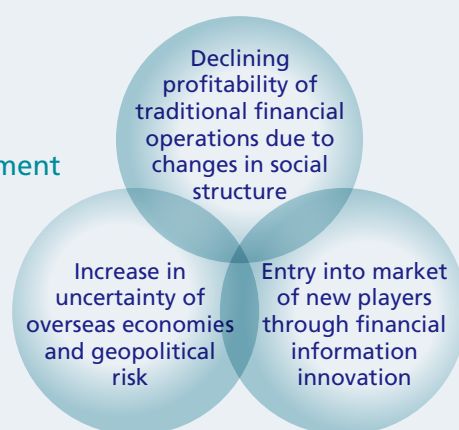 Declining
profitability of
traditional financial
operations due to
changes in social
structure
Increase in
uncertainty of
overseas economies
and geopolitical
risk
Entry into market
of new players
through financial
information
innovation